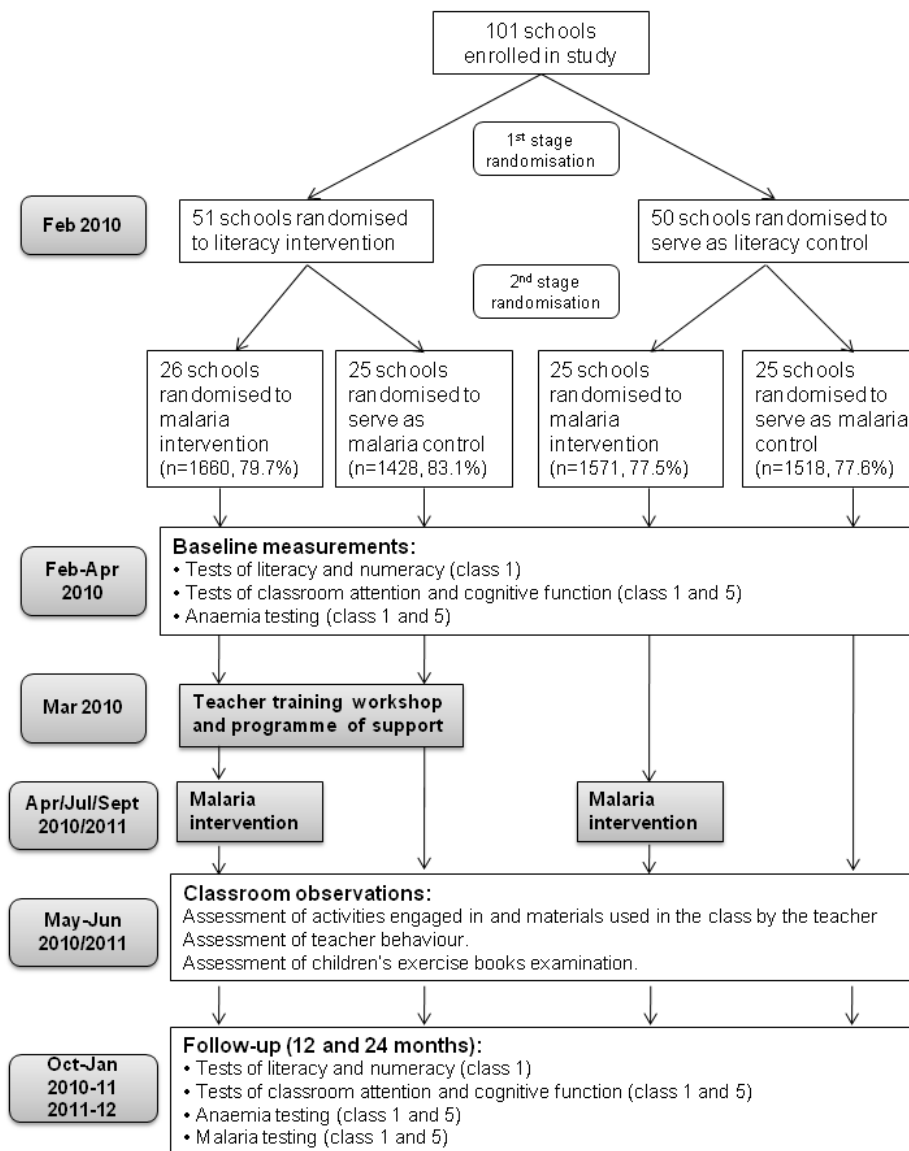 101 schools
enrolled in study
1st stage
randomisation
Feb 2010
51 schools randomised
to literacy intervention
50 schools randomised to
serve as literacy control
2nd stage
randomisation
26 schools
randomised to
malaria
intervention
(n=1660, 79.7%)
25 schools
randomised to
serve as
malaria control
(n=1428, 83.1%)
25 schools
randomised to
malaria
intervention
(n=1571, 77.5%)
25 schools
randomised to
serve as malaria
control
(n=1518, 77.6%)
Feb-Apr
2010
Baseline measurements:
• Tests of literacy and numeracy (class 1)
• Tests of classroom attention and cognitive function (class 1 and 5)
• Anaemia testing (class 1 and 5)
Mar 2010
Teacher training workshop
and programme of support
Apr/Jul/Sept
2010/2011
Malaria
intervention
Malaria
intervention
May-Jun
2010/2011
Classroom observations:
Assessment of activities engaged in and materials used in the class by the teacher
Assessment of teacher behaviour.
Assessment of children's exercise books examination.
Oct-Jan
2010-11
2011-12
Follow-up (12 and 24 months):
• Tests of literacy and numeracy (class 1)
• Tests of classroom attention and cognitive function (class 1 and 5)
• Anaemia testing (class 1 and 5)
• Malaria testing (class 1 and 5)